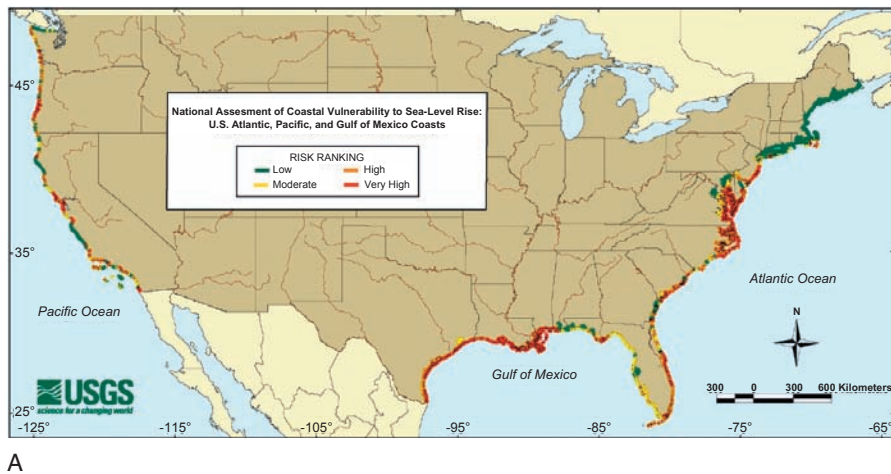 45°
35°
25°
National Assesment of Coastal Vulnerability to Sea-Level Rise:
U.S. Atlantic, Pacific, and Gulf of Mexico Coasts
RISK RANKING
Low
High
Moderate
Very High
Pacific Ocean
Atlantic Ocean
Gulf of Mexico
N
USGS
science for a changing world
300 0 300 600 Kilometers
-125° -115° -105° -95° -85° -75° -65°
A